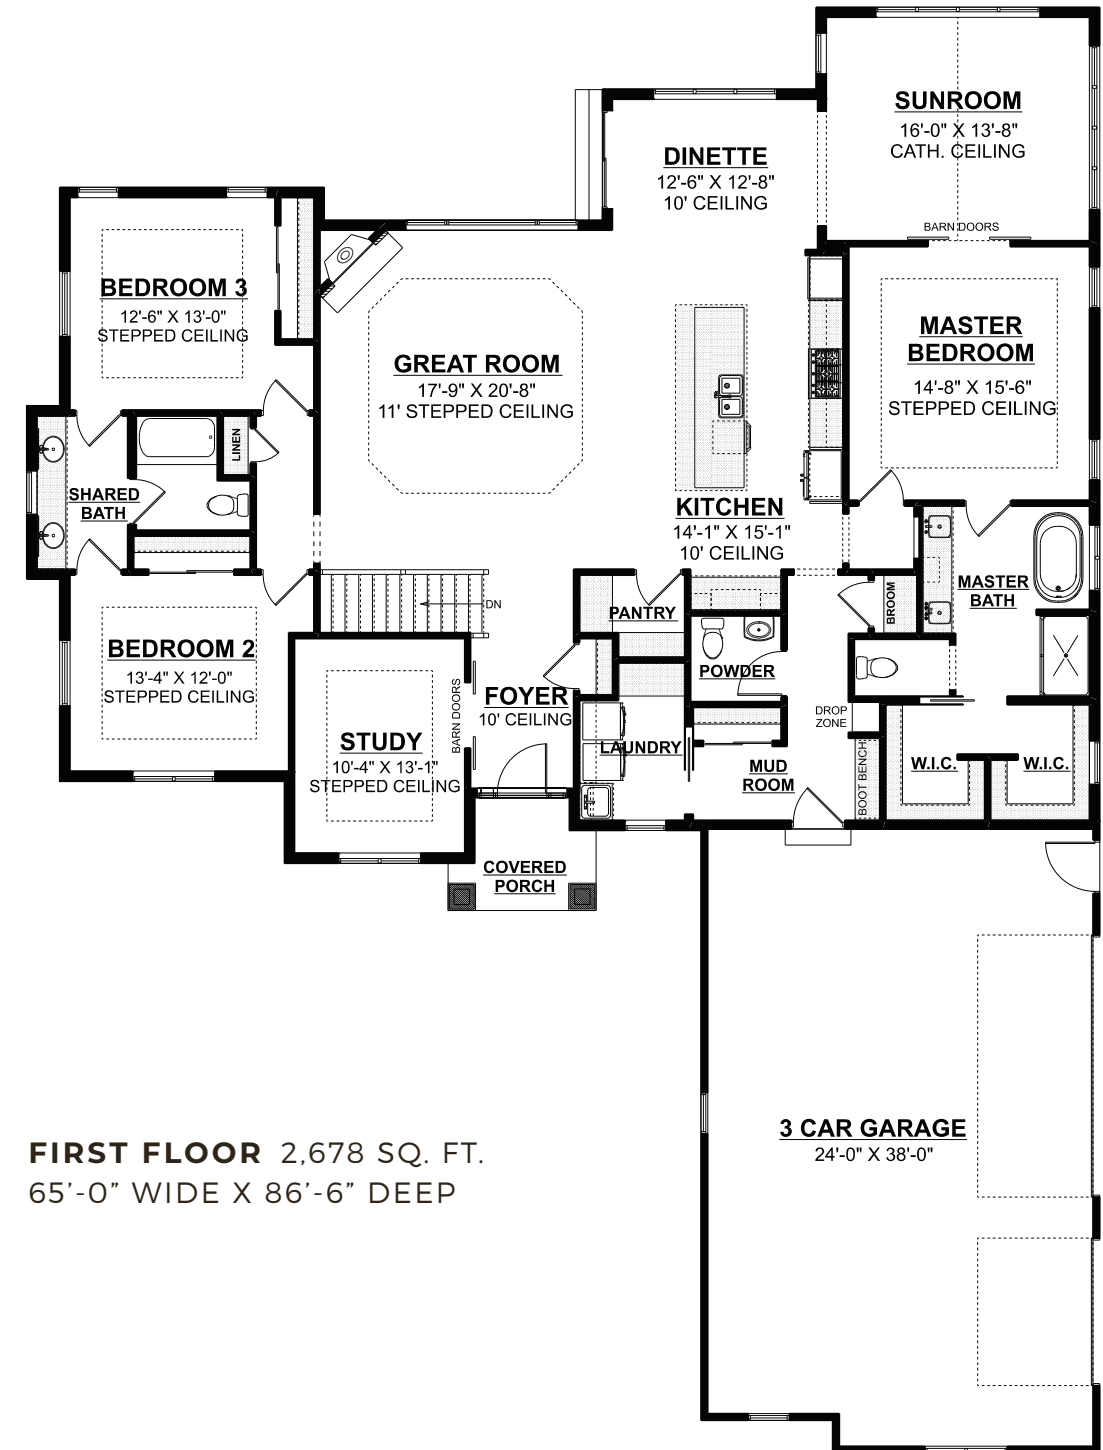 SUNROOM
16'-0" X 13'-8"
CATH. CEILING
BARN DOORS
DINETTE
12'-6" X 12'-8"
10' CEILING
BEDROOM 3
12'-6" X 13'-0"
STEPPED CEILING
GREAT ROOM
17'-9" X 20'-8"
11' STEPPED CEILING
MASTER
BEDROOM
14'-8" X 15'-6"
STEPPED CEILING
LINEN
SHARED
BATH
KITCHEN
14'-1" X 15'-1"
10' CEILING
MASTER
BATH
BROOM
PANTRY
DN
BEDROOM 2
13'-4" X 12'-0"
STEPPED CEILING
POWDER
FOYER
10' CEILING
BARN DOORS
STUDY
10'-4" X 13'-1"
STEPPED CEILING
LAUNDRY
DROP
ZONE
MUD
ROOM
BOOT BENCH
W.I.C.
W.I.C.
COVERED
PORCH
3 CAR GARAGE
24'-0" X 38'-0"
FIRST FLOOR 2,678 SQ. FT.
65’-0” WIDE X 86’-6” DEEP